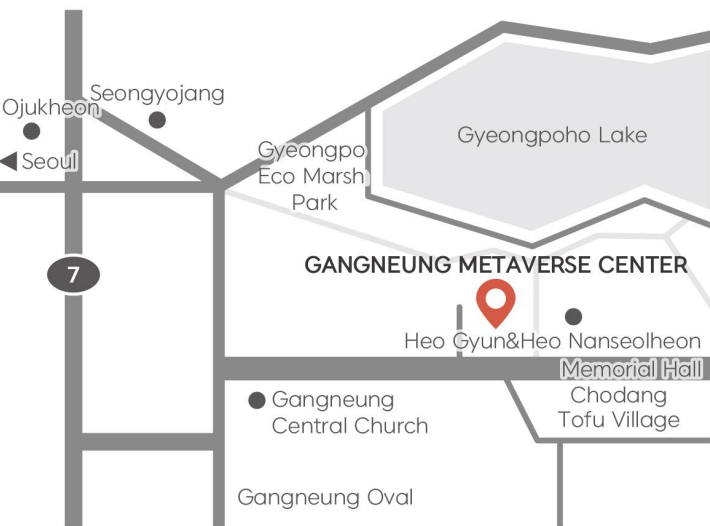 Seongyojang
Ojukheon
Seoul
Gyeongpoho Lake
Gyeongpo
Eco Marsh
Park
GANGNEUNG METAVERSE CENTER
7
Heo Gyun&Heo Nanseolheon
Memorial Hall
Gangneung
Central Church
Chodang
Tofu Village
Gangneung Oval